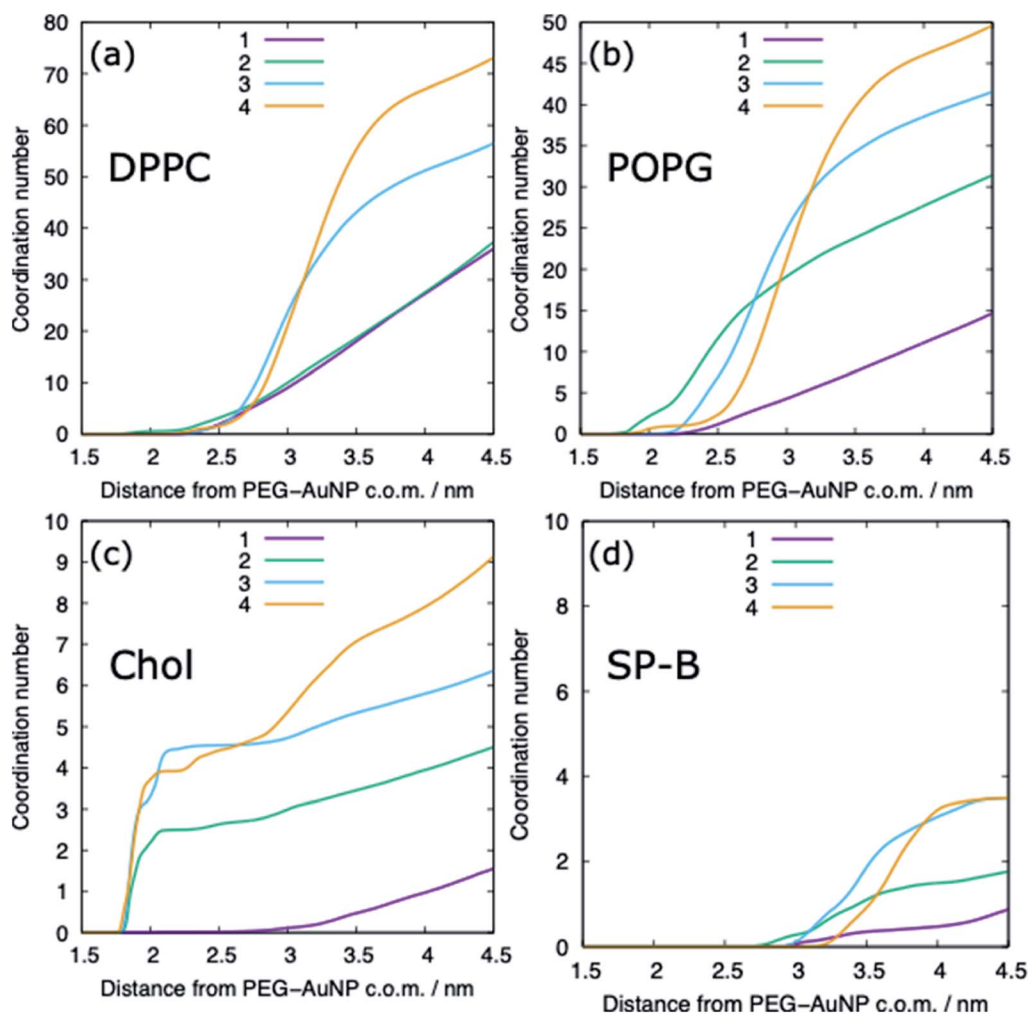 (a)
1
2
3
4
DPPC
Coordination number
80
70
60
50
40
30
20
10
0
1.5 2 2.5 3 3.5 4 4.5
Distance from PEG-AuNP c.o.m. / nm
(b)
1
2
3
4
POPG
Coordination number
50
45
40
35
30
25
20
15
10
5
0
1.5 2 2.5 3 3.5 4 4.5
Distance from PEG-AuNP c.o.m. / nm
(c)
1
2
3
4
Chol
Coordination number
10
9
8
7
6
5
4
3
2
1
0
1.5 2 2.5 3 3.5 4 4.5
Distance from PEG-AuNP c.o.m. / nm
(d)
1
2
3
4
SP-B
Coordination number
10
8
6
4
2
0
1.5 2 2.5 3 3.5 4 4.5
Distance from PEG-AuNP c.o.m. / nm